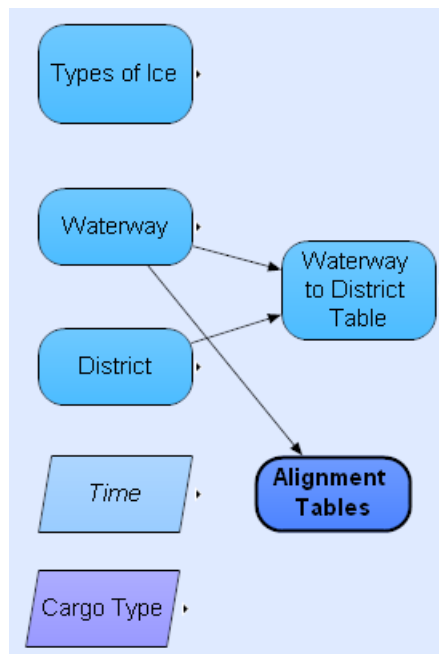 Types of Ice
Waterway
Waterway
to District
Table
District
Time
Alignment
Tables
Cargo Type